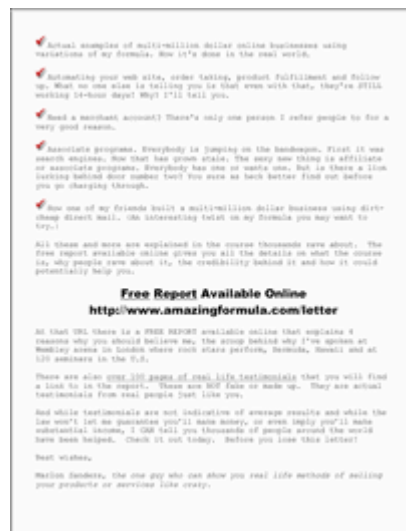 Actual examples of multi-million dollar online businesses using
variations of my formula. How it's done in the real world.
Automating your web site, order taking, product fulfillment and follow
up. What no one else is telling you is that even with that, they're STILL
working 14-hour days! Why? I'll tell you.
Need a merchant account? There's only one person I refer people to for a
very good reason.
Associate programs. Everybody is jumping on the bandwagon. First it was
search engines. Now that has grown stale. The sexy new thing is affiliate
or associate programs. Everybody has one or wants one. But is there a lion
lurking behind door number two? You sure as heck better find out before
you go charging through.
How one of my friends built a multi-million dollar business using dirt-
cheap direct mail. (An interesting twist on my formula you may want to
try.)
All these and more are explained in the course thousands rave about. The
free report available online gives you all the details on what the course
is, why people rave about it, the credibility behind it and how it could
potentially help you.
Free Report Available Online
http://www.amazingformula.com/letter
At that URL there is a FREE REPORT available online that explains
reasons why you should believe me, the scoop behind why I've spoken at
Wembley arena in London where rock stars perform, Bermuda, Hawaii and at
120 seminars in the U.S.
There are also over 100 pages of real life testimonials that you will find
a link to in the report. These are NOT fake or made up. They are actual
testimonials from real people just like you.
And while testimonials are not indicative of average results and while the
law won't let me guarantee you'll make money, or even imply you'll make
substantial income, I CAN tell you thousands of people around the world
have been helped. Check it out today. Before you lose this letter!
Best wishes,
Marlon Sanders, the one guy who can show you real life methods of selling
your products or services like crazy.